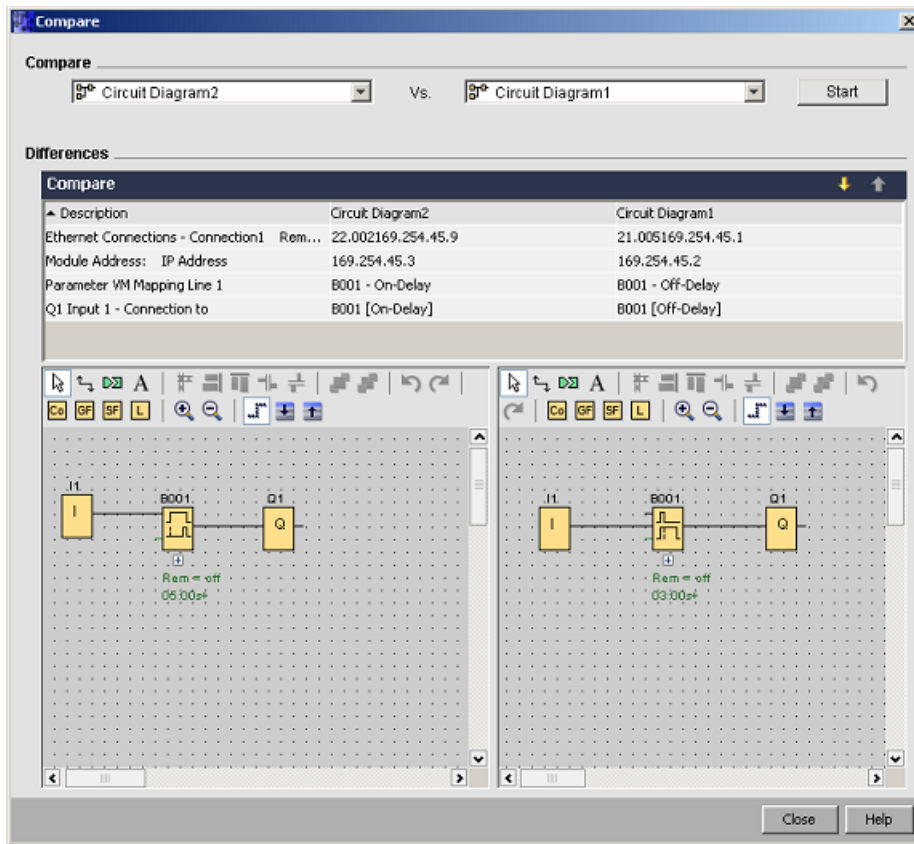 Compare
Compare
Circuit Diagram2 Vs. Circuit Diagram1 Start
Differences
Compare
Description Circuit Diagram2 Circuit Diagram1
Ethernet Connections - Connection1 Rem... 22.002169.254.45.9 21.005169.254.45.1
Module Address: IP Address 169.254.45.3 169.254.45.2
Parameter VM Mapping Line 1 B001 - On-Delay B001 - Off-Delay
Q1 Input 1 - Connection to B001 [On-Delay] B001 [Off-Delay]
A
Co GF SF L
I1 B001 Q1
I Q
Rem = off
05:00s+
A
Co GF SF L
I1 B001 Q1
I Q
Rem = off
03:00s+
Close Help